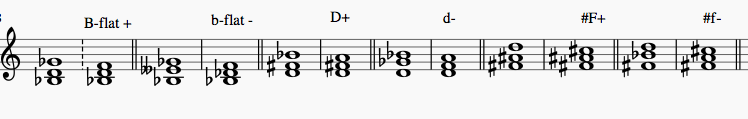 B-flat + b-flat - D+ d- #F+ #f-